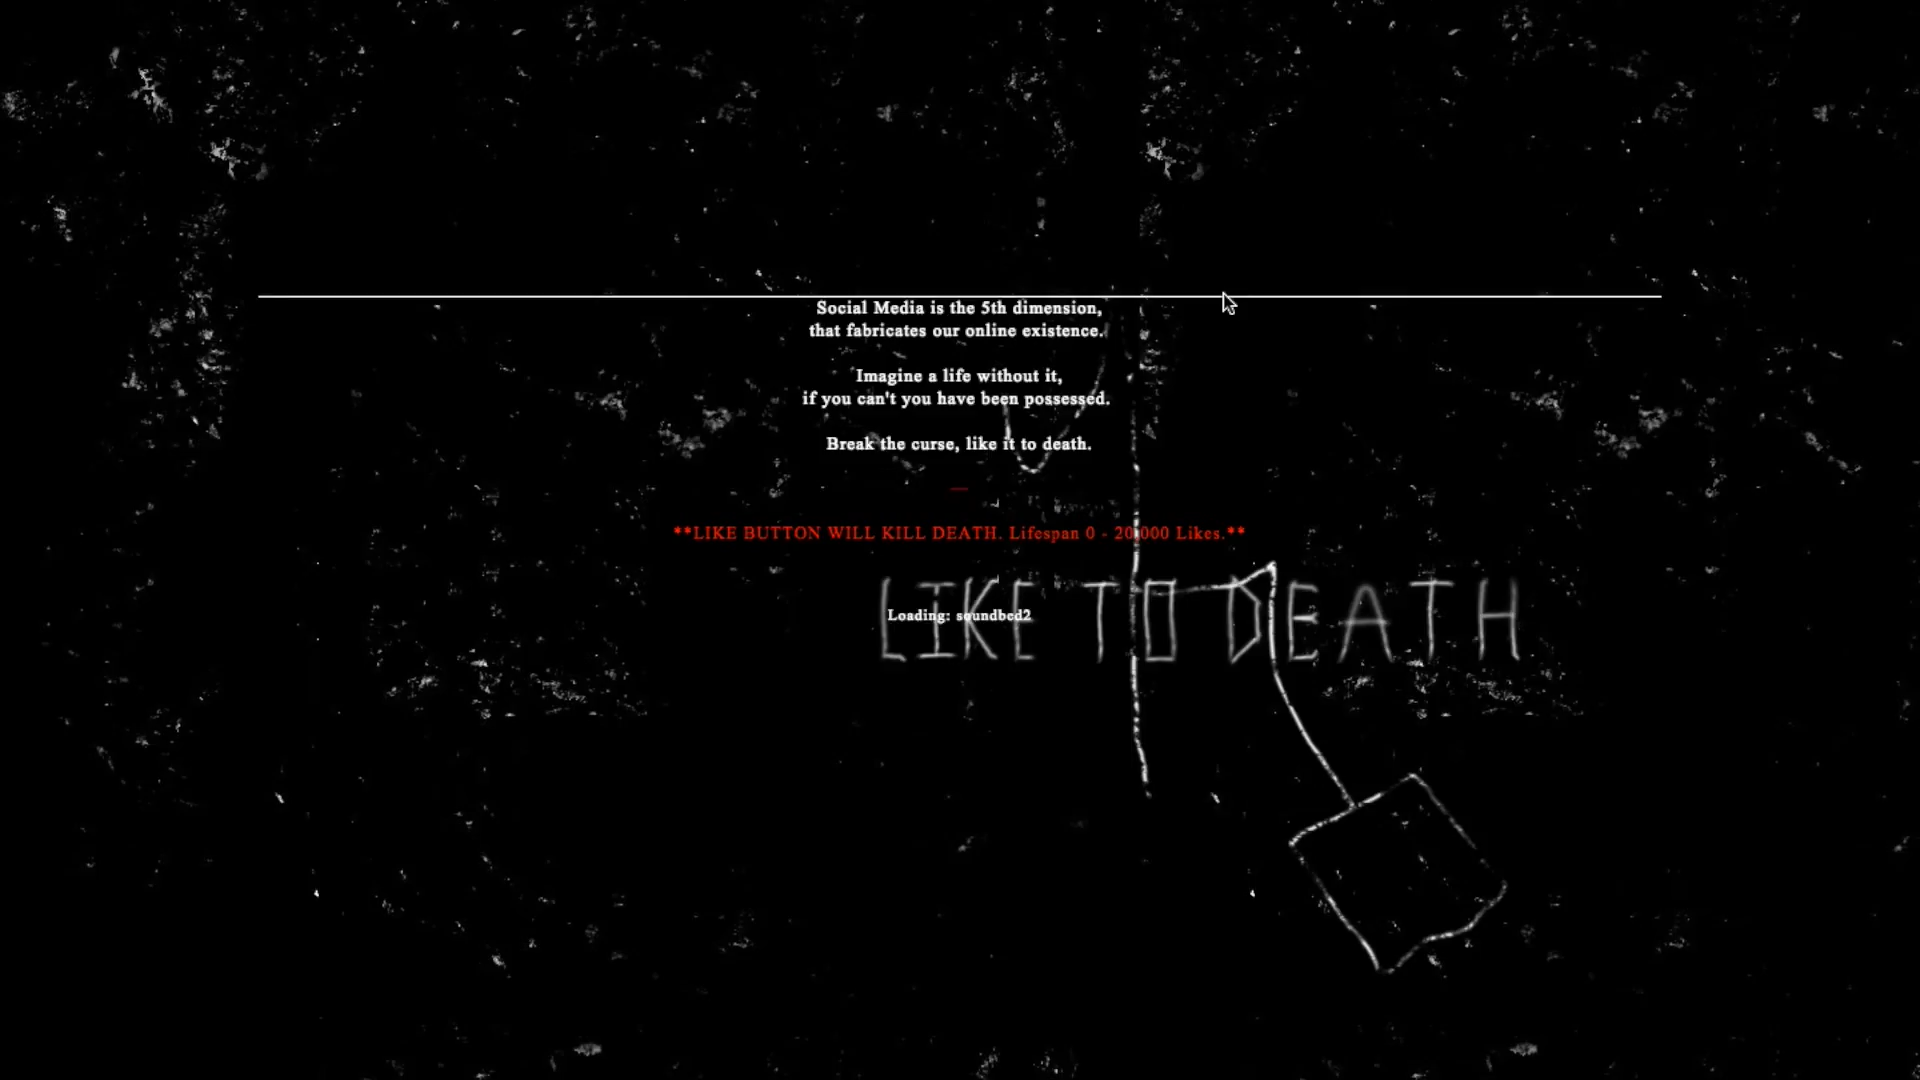 Social Media is the 5th dimension,
that fabricates our online existence.
Imagine a life without it,
if you can't you have been possessed.
Break the curse, like it to death.
**LIKE BUTTON WILL KILL DEATH. Lifespan 0 - 20,000 Likes.**
LIKE TO DEATH
Loading: soundbed2